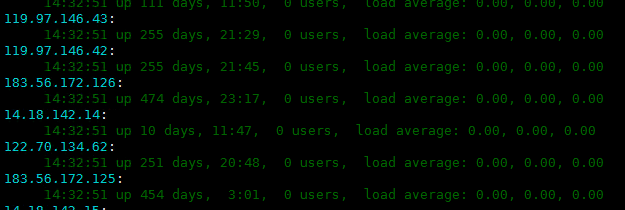 14:32:51 up 111 days, 11:50,  0 users,  load average: 0.00, 0.00, 0.00
119.97.146.43:
14:32:51 up 255 days, 21:29,  0 users,  load average: 0.00, 0.00, 0.00
119.97.146.42:
14:32:51 up 255 days, 21:45,  0 users,  load average: 0.00, 0.00, 0.00
183.56.172.126:
14:32:51 up 474 days, 23:17,  0 users,  load average: 0.00, 0.00, 0.00
14.18.142.14:
14:32:51 up 10 days, 11:47,  0 users,  load average: 0.00, 0.00, 0.00
122.70.134.62:
14:32:51 up 251 days, 20:48,  0 users,  load average: 0.00, 0.00, 0.00
183.56.172.125:
14:32:51 up 454 days,  3:01,  0 users,  load average: 0.00, 0.00, 0.00
14.18.142.15: